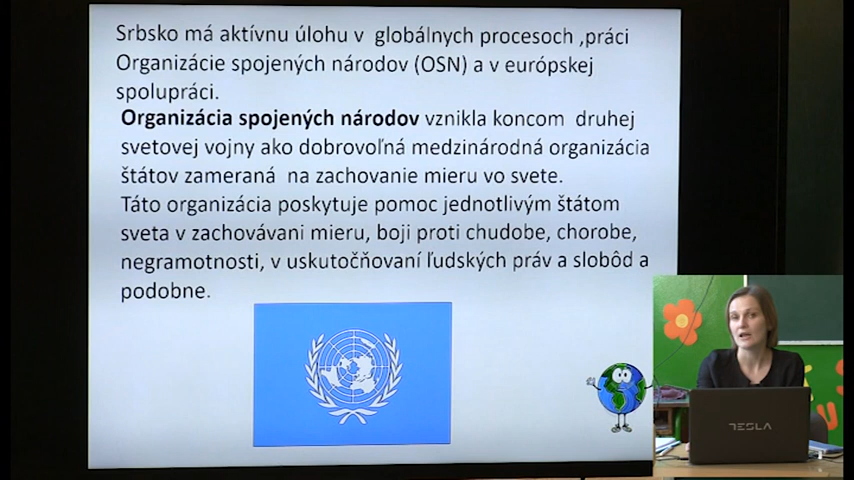 Srbsko má aktívnu úlohu v globálnych procesoch ,práci
Organizácie spojených národov (OSN) a v európskej
spolupráci.
Organizácia spojených národov vznikla koncom druhej
svetovej vojny ako dobrovoľná medzinárodná organizácia
štátov zameraná na zachovanie mieru vo svete.
Táto organizácia poskytuje pomoc jednotlivým štátom
sveta v zachovávani mieru, boji proti chudobe, chorobe,
negramotnosti, v uskutočňovaní ľudských práv a slobôd a
podobne.
TESLA